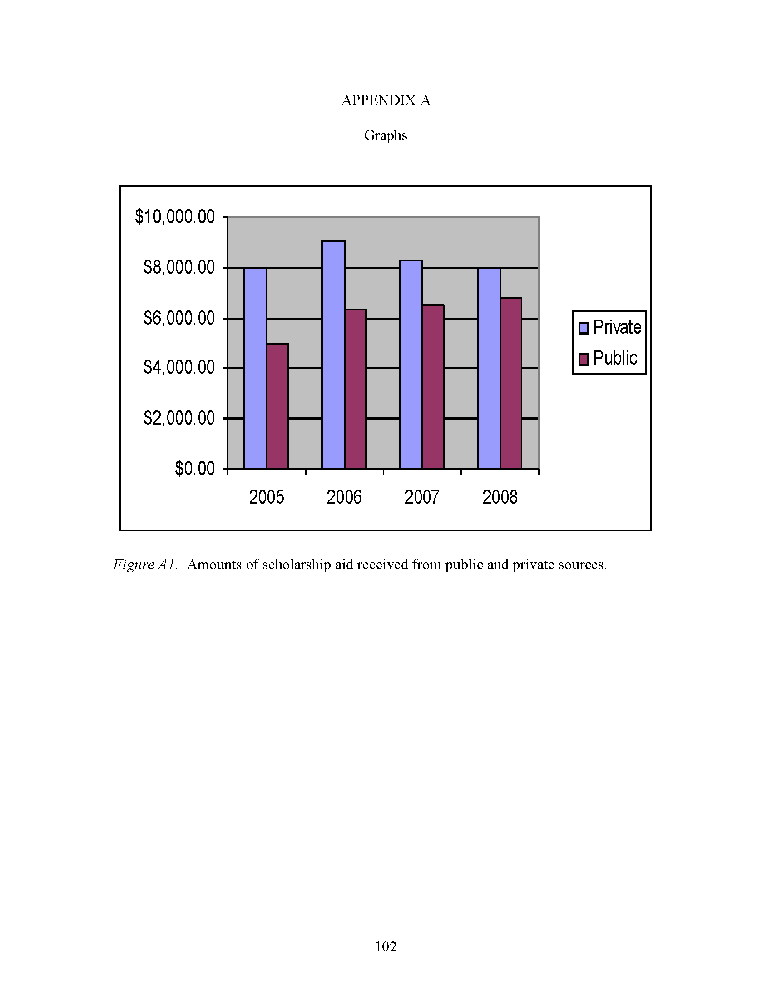 APPENDIX A
Graphs
$10,000.00
$8,000.00
$6,000.00
$4,000.00
$2,000.00
$0.00
2005 2006 2007 2008
Private
Public
Figure A1. Amounts of scholarship aid received from public and private sources.
102